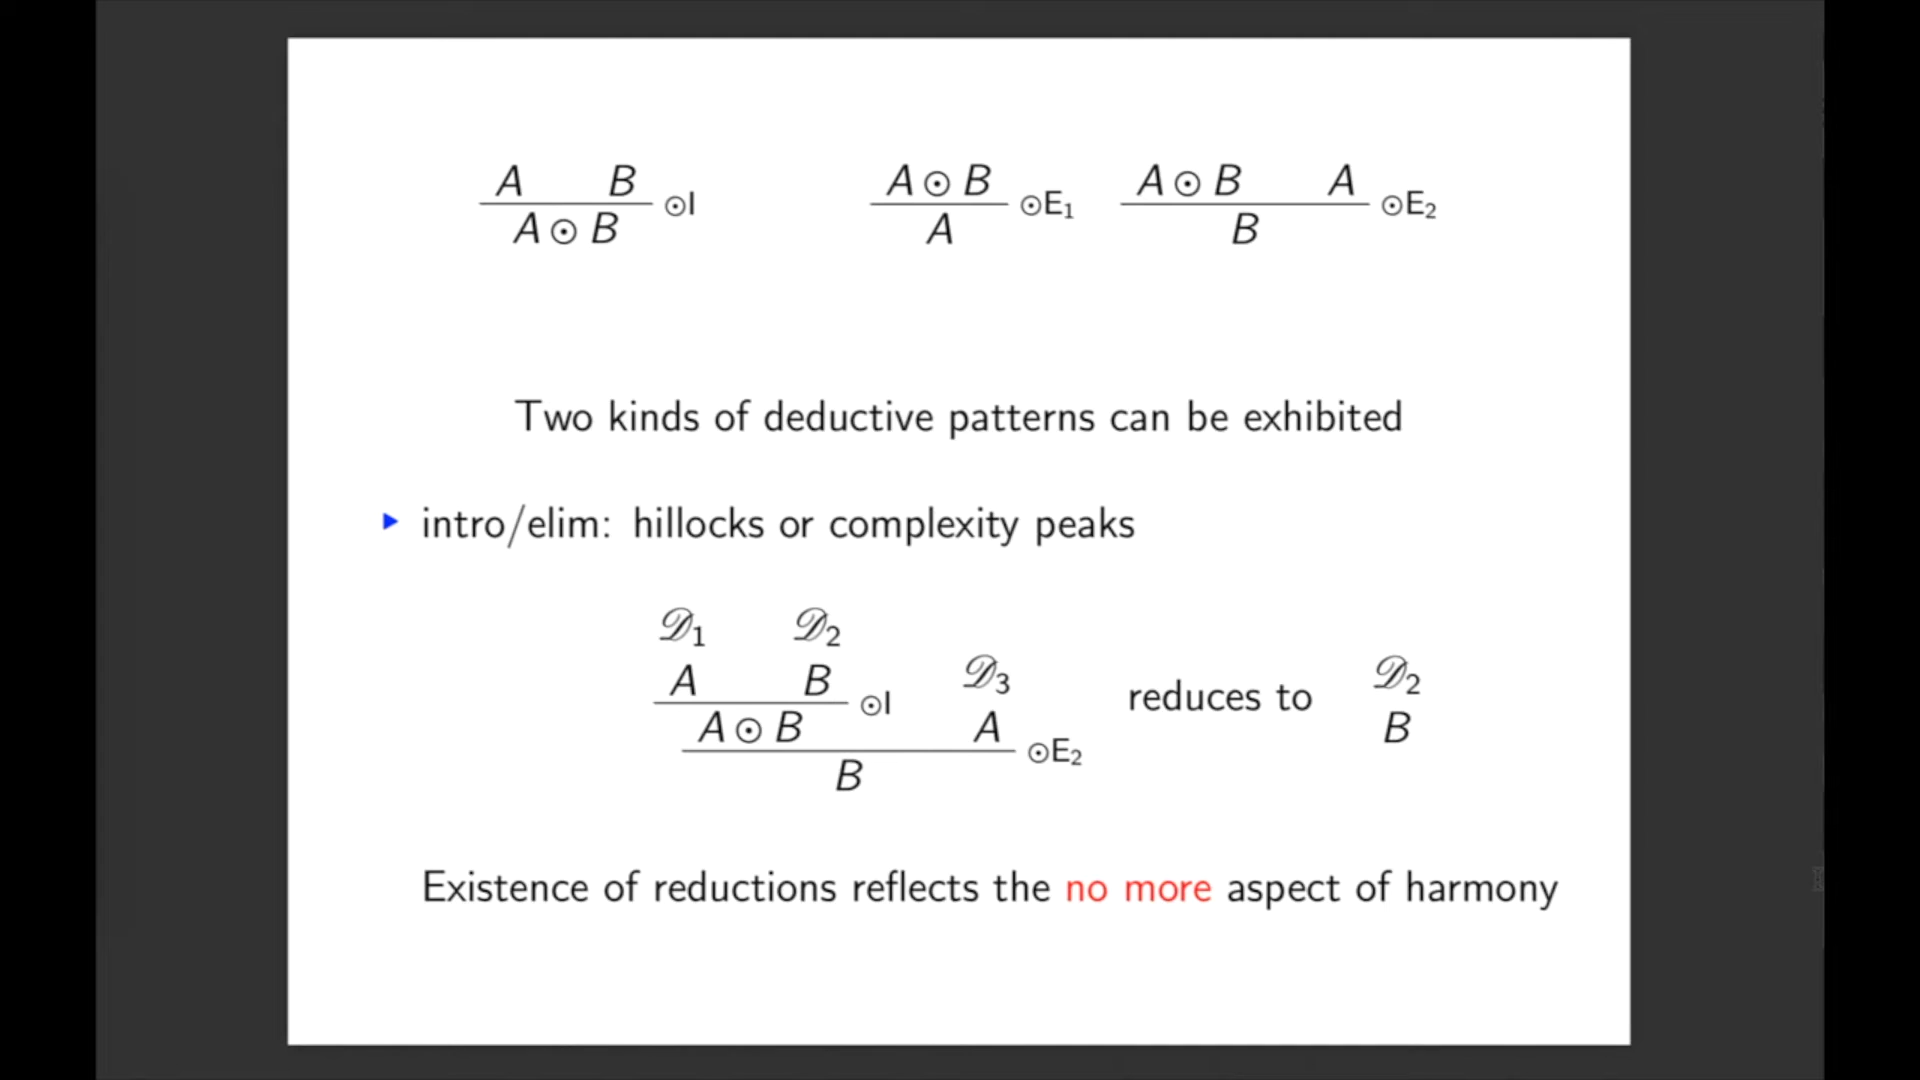 A B A ⊙ B A ⊙ B A
⊙I ⊙E₁ ⊙E₂
A ⊙ B A B
Two kinds of deductive patterns can be exhibited
▶ intro/elim: hillocks or complexity peaks
𝒟₁ 𝒟₂
A B 𝒟₃ 𝒟₂
⊙I reduces to
A ⊙ B A B
⊙E₂
B
Existence of reductions reflects the no more aspect of harmony